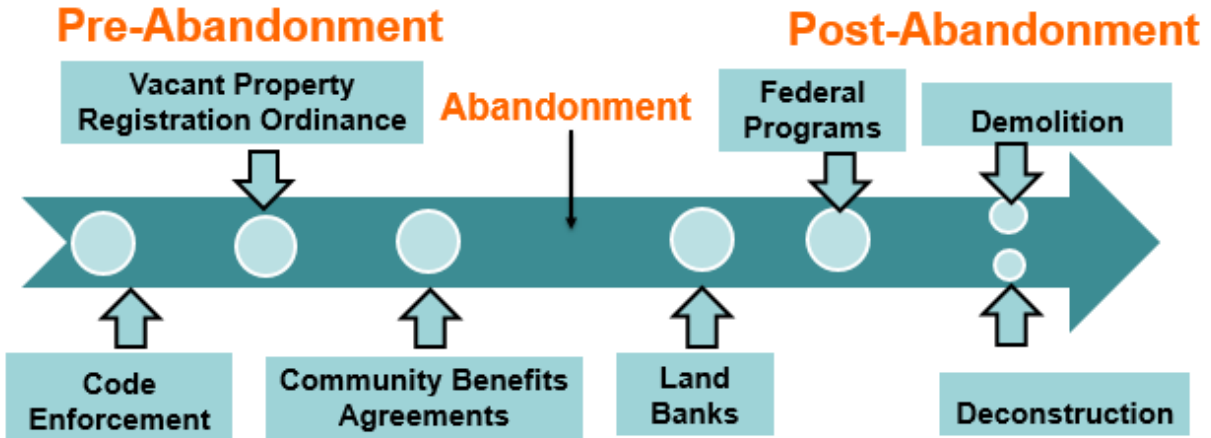 Pre-Abandonment
Post-Abandonment
Vacant Property
Registration Ordinance
Abandonment
Federal
Programs
Demolition
Code
Enforcement
Community Benefits
Agreements
Land
Banks
Deconstruction